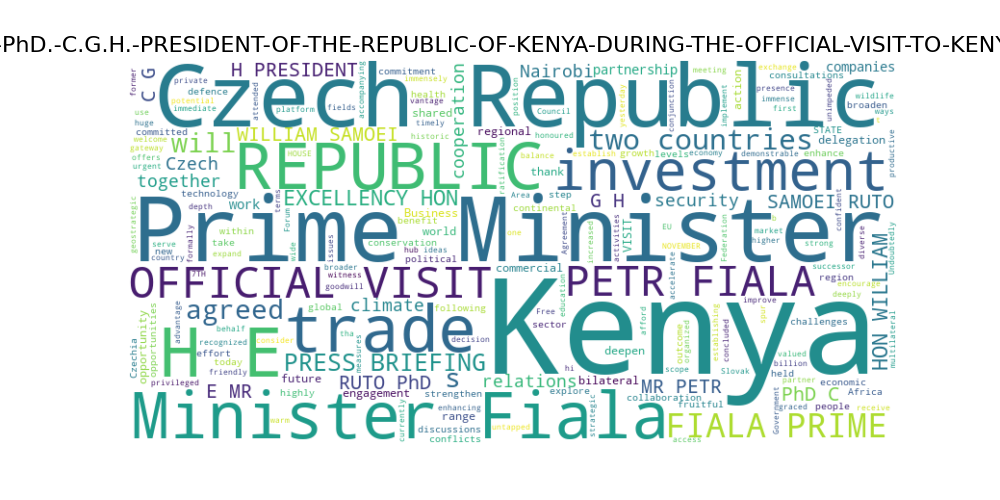 -PhD.-C.G.H.-PRESIDENT-OF-THE-REPUBLIC-OF-KENYA-DURING-THE-OFFICIAL-VISIT-TO-KENY
Czech Republic
H PRESIDENT
C G
former
private
defence
potential
immediate
use
huge
commitment
immensely
health
vantage
shared
timely
attended
platform
fields
accompanying
cooperation
Nairobi
partnership
meeting
exchange
companies
consultations
presence
immense
first
action
implement
unimpeded
broaden
wildlife
ways
position
Council
yesterday
conjunction
committed
welcome
gateway
offers
urgent
will
WILLIAM SAMOEI
regional
historic
honoured
two countries
STATE
delegation
productive
Czech
together
HOUSE
REPUBLIC
balance
ratification
establish
growth
levels
economy
demonstrable
enhance
thank
investment
technology
depth
work
EXCELLENCY HON
terms
Area
step
continental
G H
security
SAMOEI RUTO
geostrategic
serve
new
country
formally
within
take
expand
Forum
wide
Business
benefit
conservation
world
hub
ideas
political
one
Agreement
increased
activities
VISIT
EU
NOVEMBER
Federation
b
market
higher
confident
strong
diverse
Undoubtedly
Prime Minister
7TH
issues
broader
witness
goodwill
commercial
education
accelerate
successor
region
encourage
deeply
HON WILLIAM
multilateral
OFFICIAL VISIT
PETR FIALA
agreed
advantage
global
climate
following
Free
sector
afford
improve
spur
challenges
Kenya
opportunity
opportunities
Czechia
behalf
recognized
effort
today
friendly
H E
consider
trade
tha
measures
decision
PRESS BRIEFING
deepen
outcome
organized
scope
establishing
concluded
valued
billion
held
privileged
E MR
highly
future
RUTO PhD
engagement
S
strengthen
relations
hi
explore
bilateral
collaboration
MR PETR
Slovak
fruitful
partner
graced
PhD C
people
economic
Africa
receive
Government
Minister Fiala
warm
currently
enhancing
range
discussions
conflicts
untapped
strategic
access
FIALA PRIME